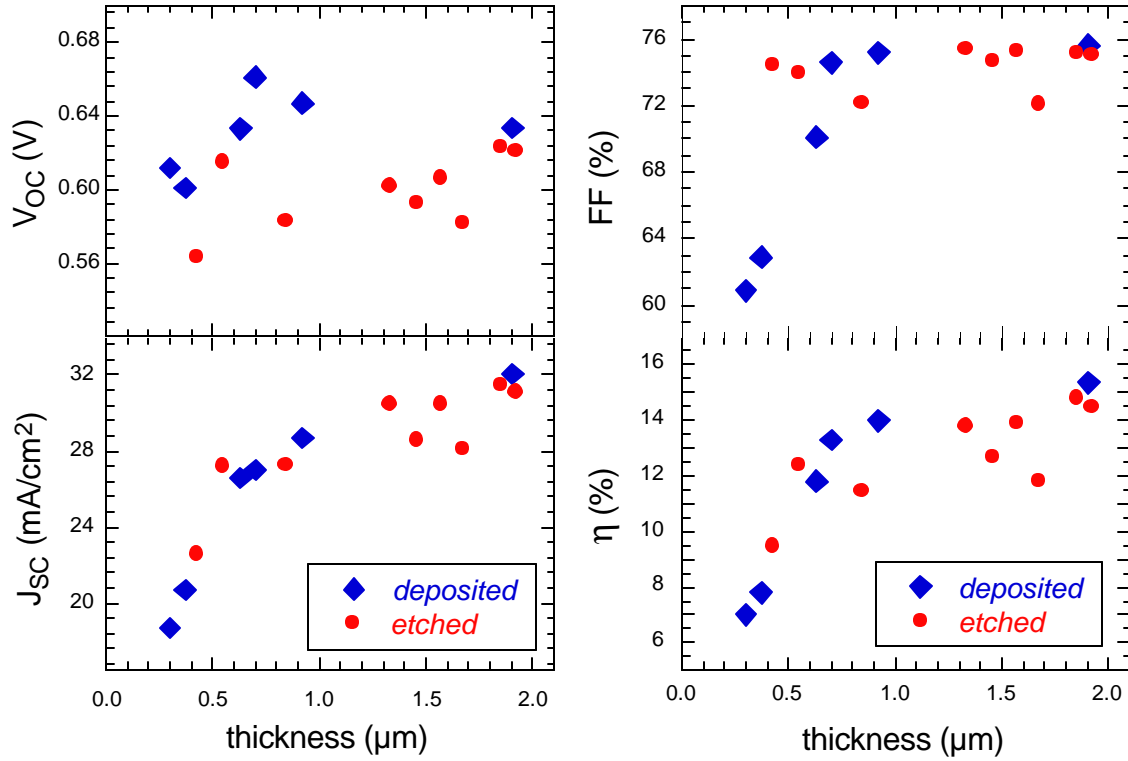 0.68
0.64
0.60
0.56
V_OC (V)
76
72
68
64
60
FF (%)
32
28
24
20
J_SC (mA/cm²)
deposited
etched
0.0 0.5 1.0 1.5 2.0
thickness (µm)
16
14
12
10
8
6
η (%)
deposited
etched
0.0 0.5 1.0 1.5 2.0
thickness (µm)